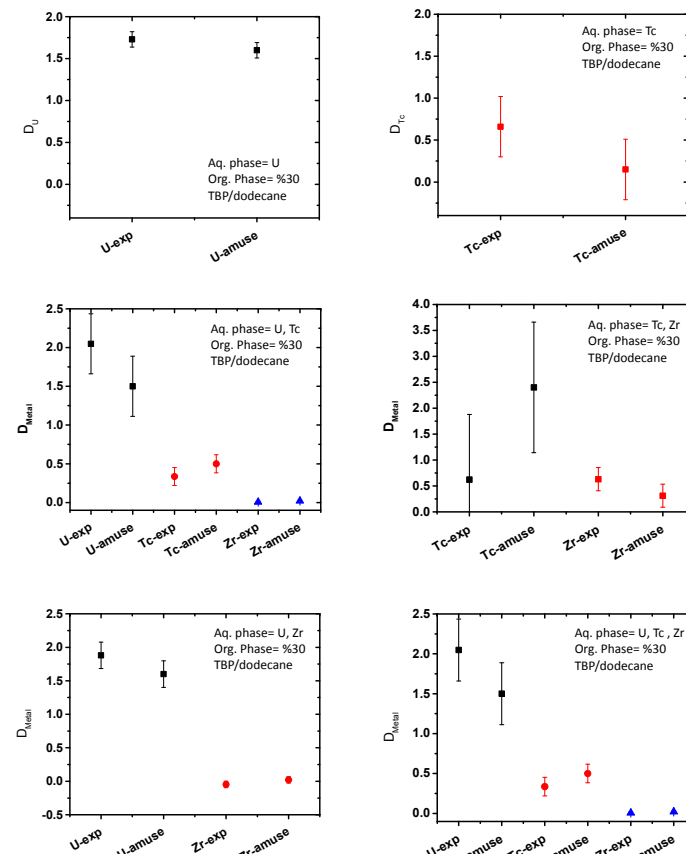 2.0
1.5
1.0
0.5
0.0
D_U
Aq. phase= U
Org. Phase= %30
TBP/dodecane
U-exp
U-amuse
2.0
1.5
1.0
0.5
0.0
D_Tc
Aq. phase= Tc
Org. Phase= %30
TBP/dodecane
Tc-exp
Tc-amuse
2.5
2.0
1.5
1.0
0.5
0.0
D_Metal
Aq. phase= U, Tc
Org. Phase= %30
TBP/dodecane
U-exp
U-amuse
Tc-exp
Tc-amuse
Zr-exp
Zr-amuse
4.0
3.5
3.0
2.5
2.0
1.5
1.0
0.5
0.0
D_Metal
Aq. phase= Tc, Zr
Org. Phase= %30
TBP/dodecane
Tc-exp
Tc-amuse
Zr-exp
Zr-amuse
2.5
2.0
1.5
1.0
0.5
0.0
-0.5
D_Metal
Aq. phase= U, Zr
Org. Phase= %30
TBP/dodecane
U-exp
U-amuse
Zr-exp
Zr-amuse
2.5
2.0
1.5
1.0
0.5
0.0
D_Metal
Aq. phase= U, Tc , Zr
Org. Phase= %30
TBP/dodecane
U-exp
Tc-exp
Zr-exp